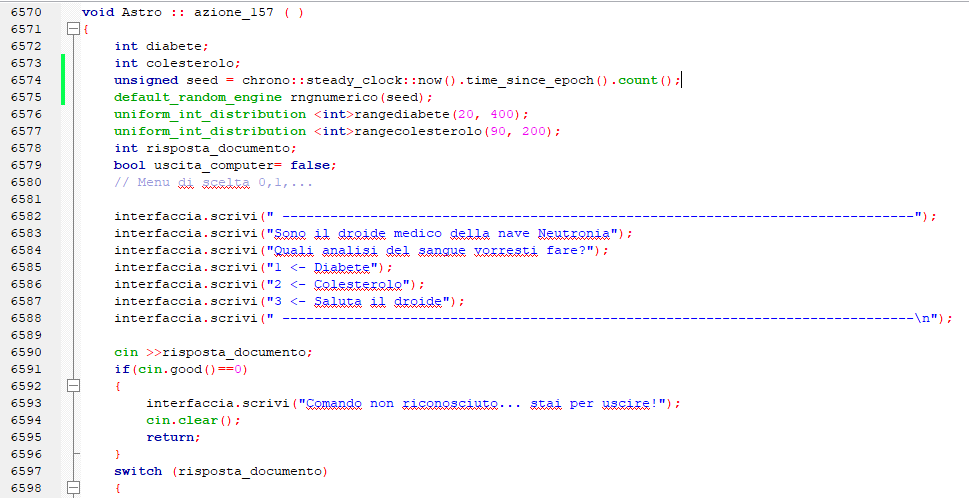 6570 void Astro :: azione_157 ( )
6571 {
6572 int diabete;
6573 int colesterolo;
6574 unsigned seed = chrono::steady_clock::now().time_since_epoch().count();
6575 default_random_engine rngnumerico(seed);
6576 uniform_int_distribution <int>rangediabete(20, 400);
6577 uniform_int_distribution <int>rangecolesterolo(90, 200);
6578 int risposta_documento;
6579 bool uscita_computer= false;
6580 // Menu di scelta 0,1,...
6581
6582 interfaccia.scrivi(" -------------------------------------------------------------------------------");
6583 interfaccia.scrivi("Sono il droide medico della nave Neutronia");
6584 interfaccia.scrivi("Quali analisi del sangue vorresti fare?");
6585 interfaccia.scrivi("1 <- Diabete");
6586 interfaccia.scrivi("2 <- Colesterolo");
6587 interfaccia.scrivi("3 <- Saluta il droide");
6588 interfaccia.scrivi(" -------------------------------------------------------------------------------\n");
6589
6590 cin >>risposta_documento;
6591 if(cin.good()==0)
6592 {
6593 interfaccia.scrivi("Comando non riconosciuto... stai per uscire!");
6594 cin.clear();
6595 return;
6596 }
6597 switch (risposta_documento)
6598 {